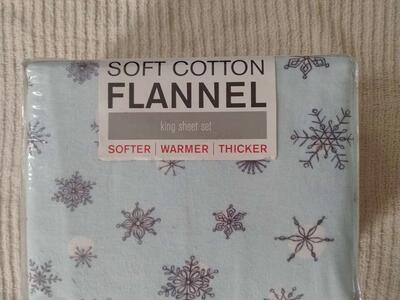 SOFT COTTON
FLANNEL
king sheet set
SOFTER | WARMER | THICKER